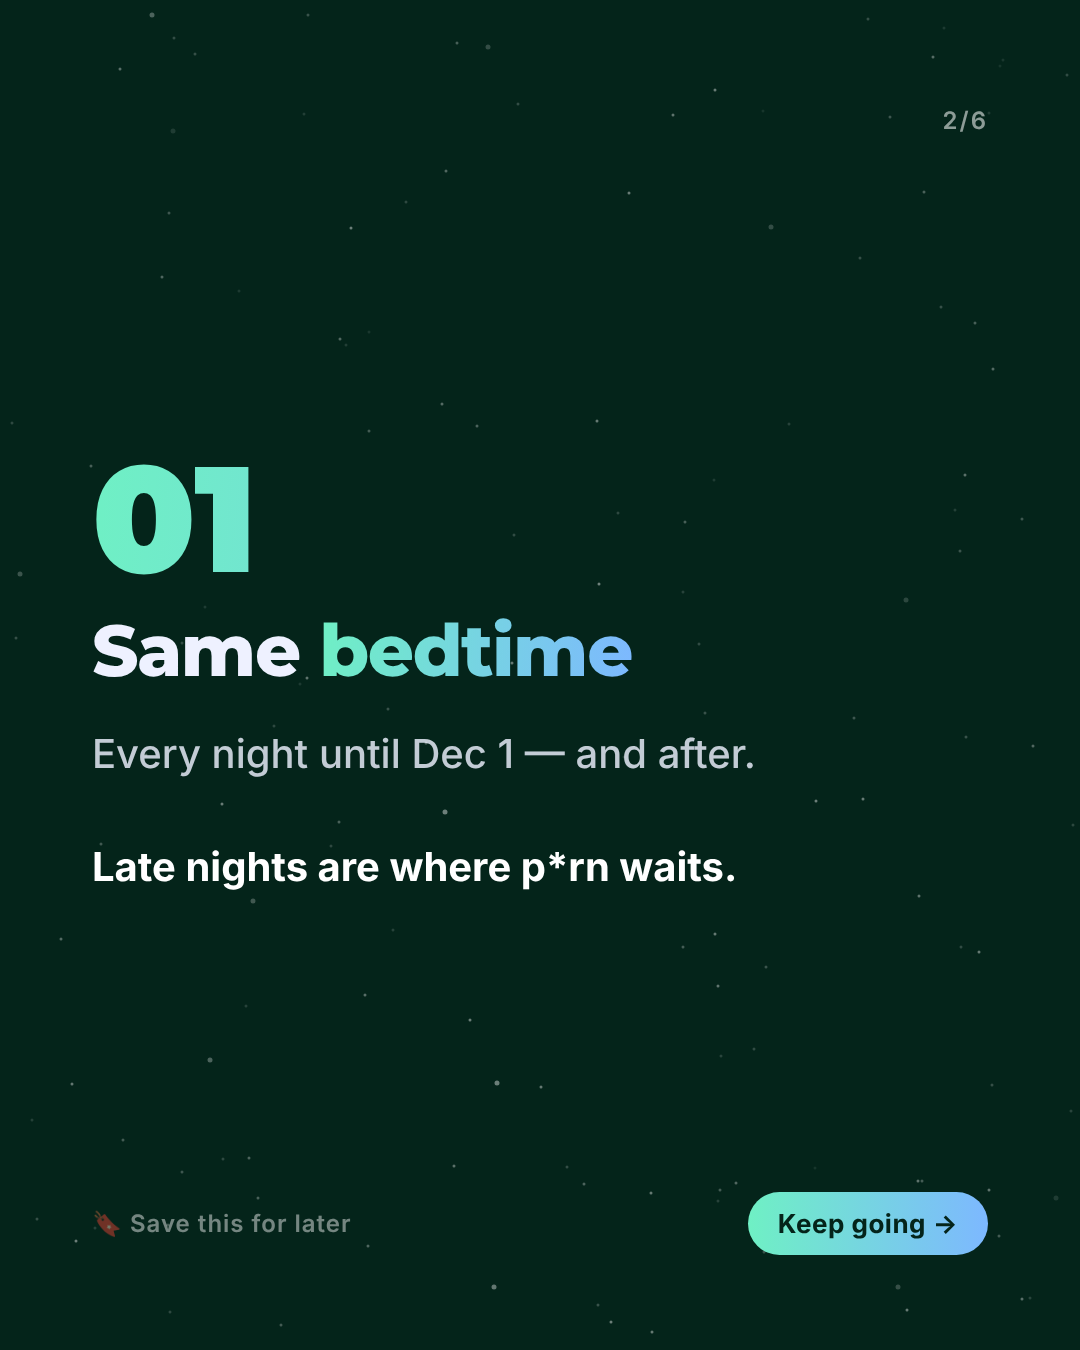 2/6
01
Same bedtime
Every night until Dec 1 — and after.
Late nights are where p*rn waits.
Save this for later
Keep going →